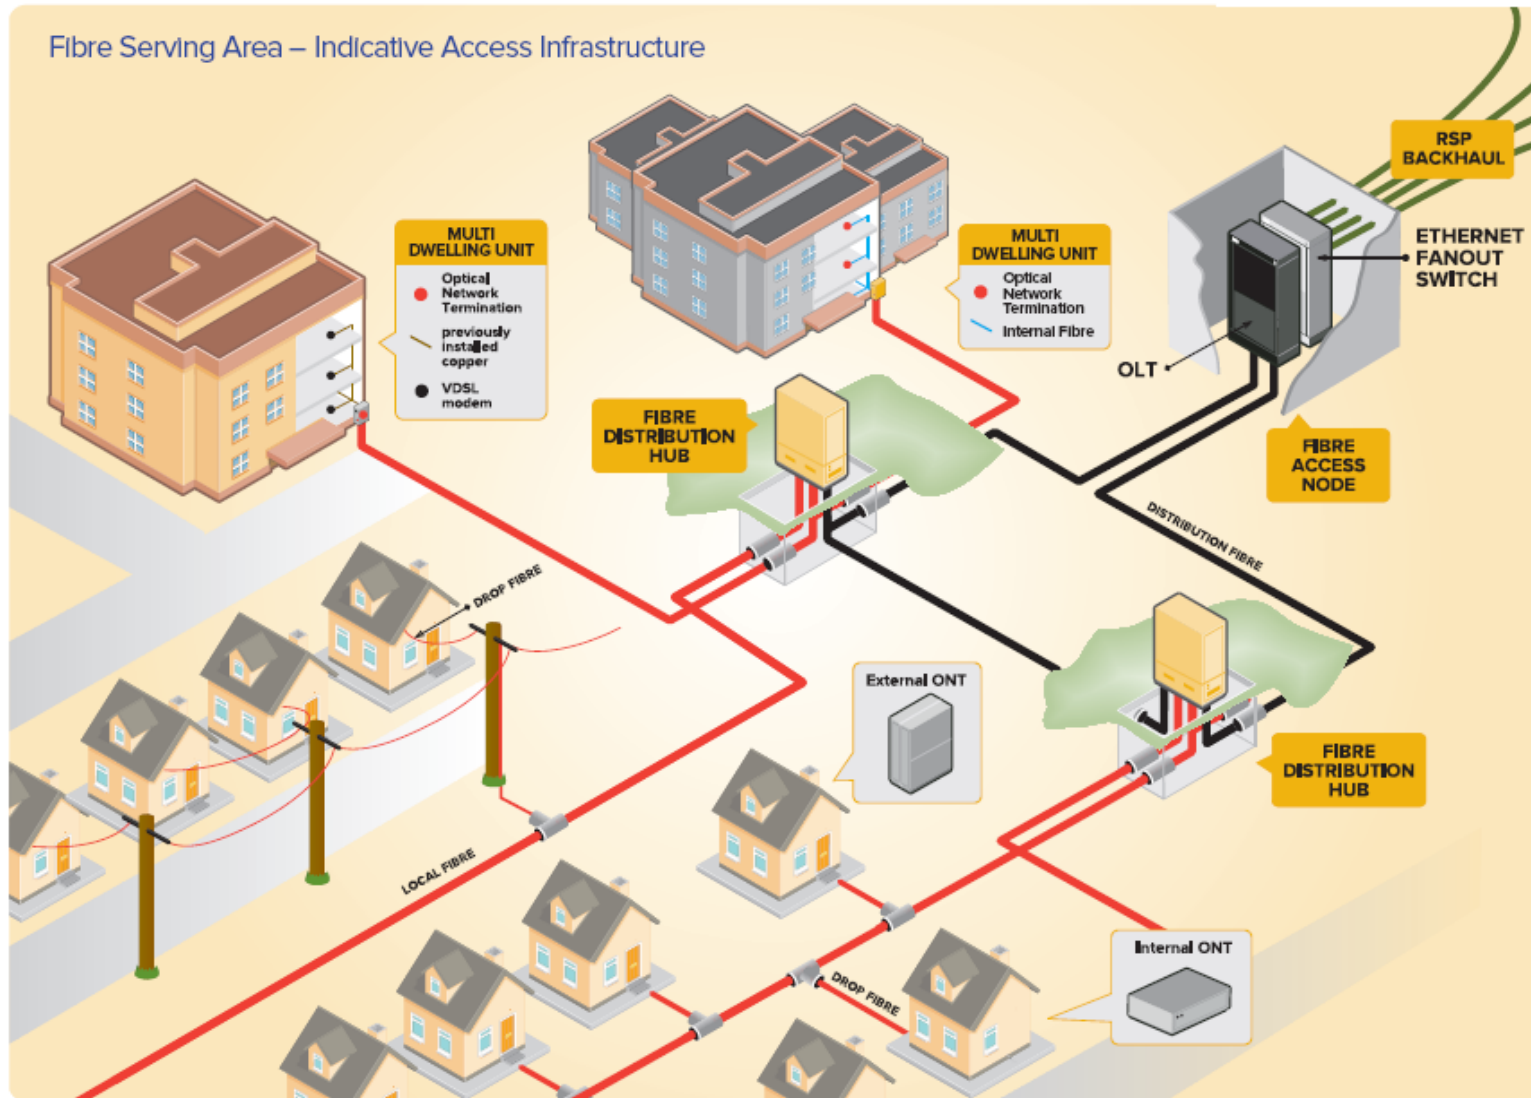 Fibre Serving Area – Indicative Access Infrastructure
RSP
BACKHAUL
MULTI
DWELLING UNIT
Optical
Network
Termination
previously
installed
copper
VDSL
modem
MULTI
DWELLING UNIT
Optical
Network
Termination
Internal Fibre
ETHERNET
FANOUT
SWITCH
OLT
FIBRE
DISTRIBUTION
HUB
FIBRE
ACCESS
NODE
DISTRIBUTION FIBRE
DROP FIBRE
External ONT
FIBRE
DISTRIBUTION
HUB
LOCAL FIBRE
Internal ONT
DROP FIBRE